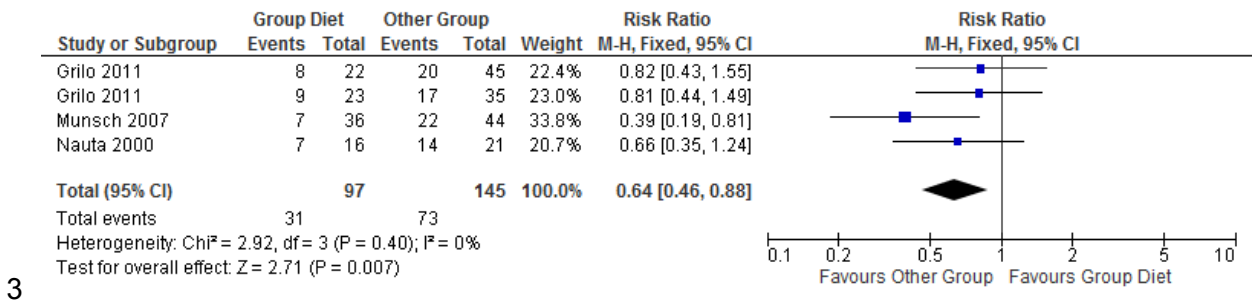 Group Diet Other Group Risk Ratio Risk Ratio
Study or Subgroup Events Total Events Total Weight M-H, Fixed, 95% CI M-H, Fixed, 95% CI
Grilo 2011 8 22 20 45 22.4% 0.82 [0.43, 1.55]
Grilo 2011 9 23 17 35 23.0% 0.81 [0.44, 1.49]
Munsch 2007 7 36 22 44 33.8% 0.39 [0.19, 0.81]
Nauta 2000 7 16 14 21 20.7% 0.66 [0.35, 1.24]
Total (95% CI) 97 145 100.0% 0.64 [0.46, 0.88]
Total events 31 73
Heterogeneity: Chi² = 2.92, df = 3 (P = 0.40); I² = 0%
Test for overall effect: Z = 2.71 (P = 0.007)
0.1 0.2 0.5 1 2 5 10
Favours Other Group Favours Group Diet
3